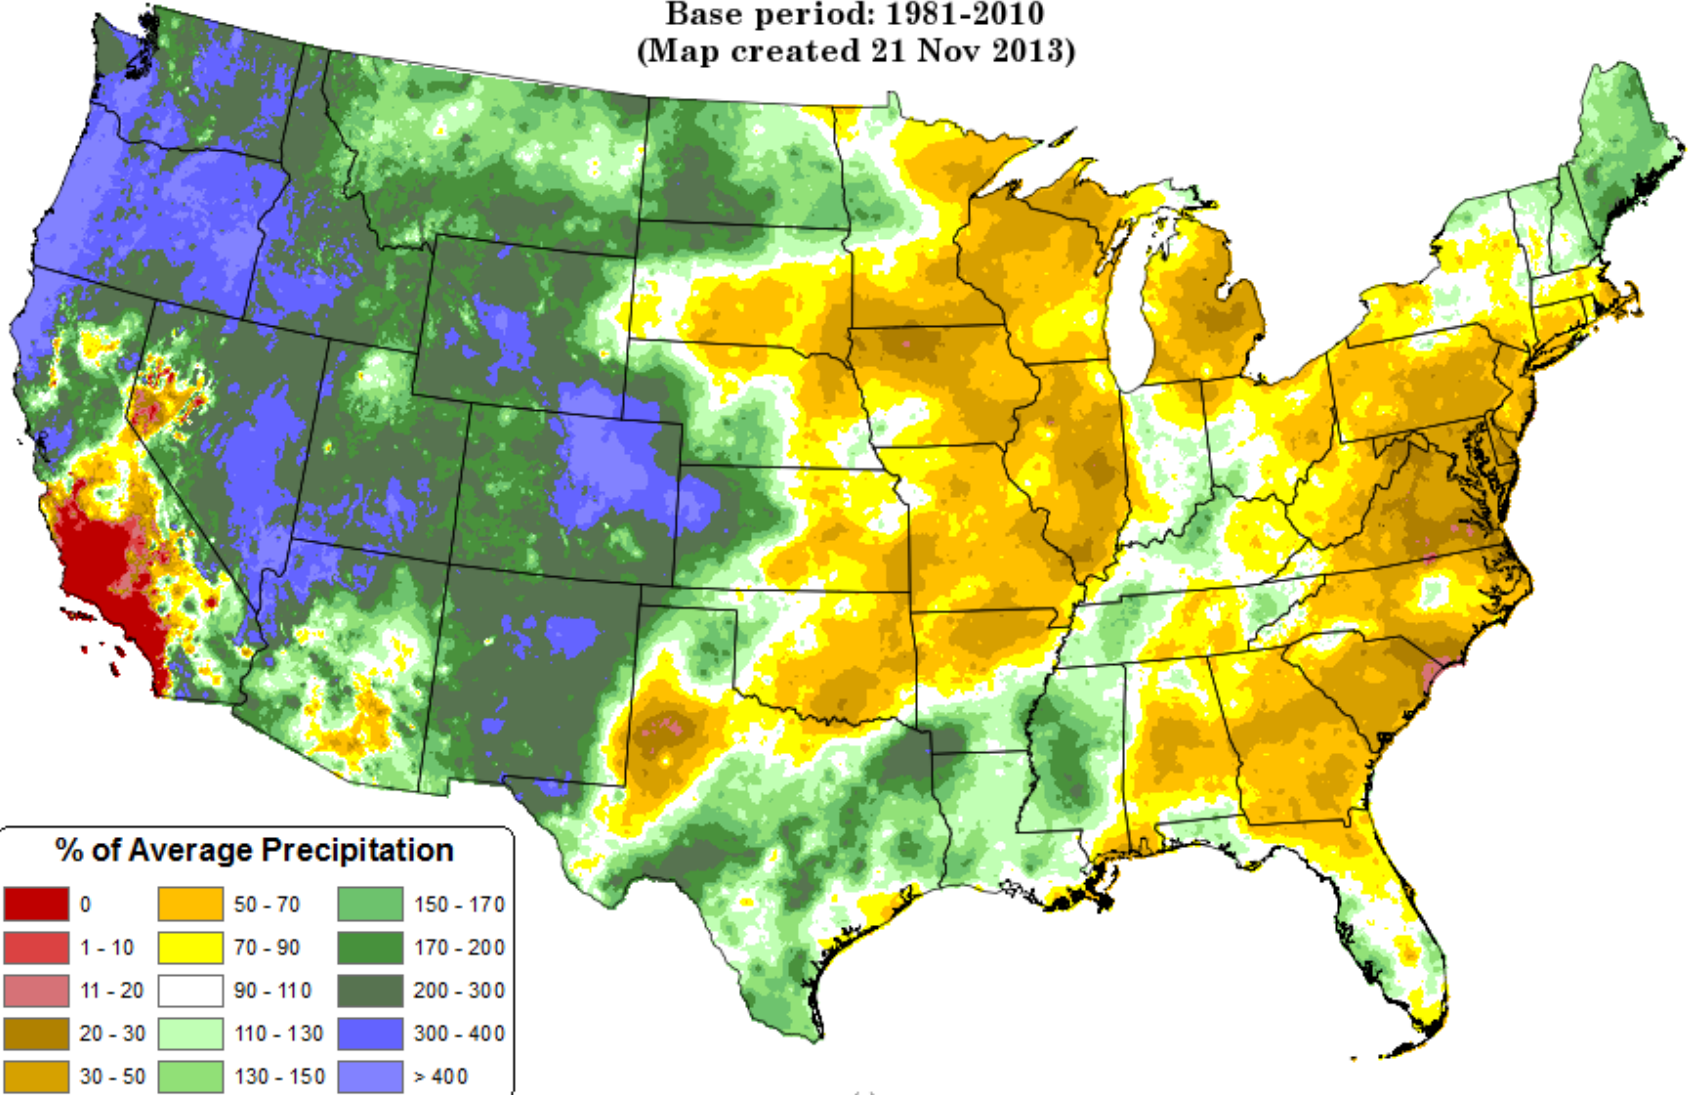 Base period: 1981-2010
(Map created 21 Nov 2013)
% of Average Precipitation
0
1 - 10
11 - 20
20 - 30
30 - 50
50 - 70
70 - 90
90 - 110
110 - 130
130 - 150
150 - 170
170 - 200
200 - 300
300 - 400
> 400